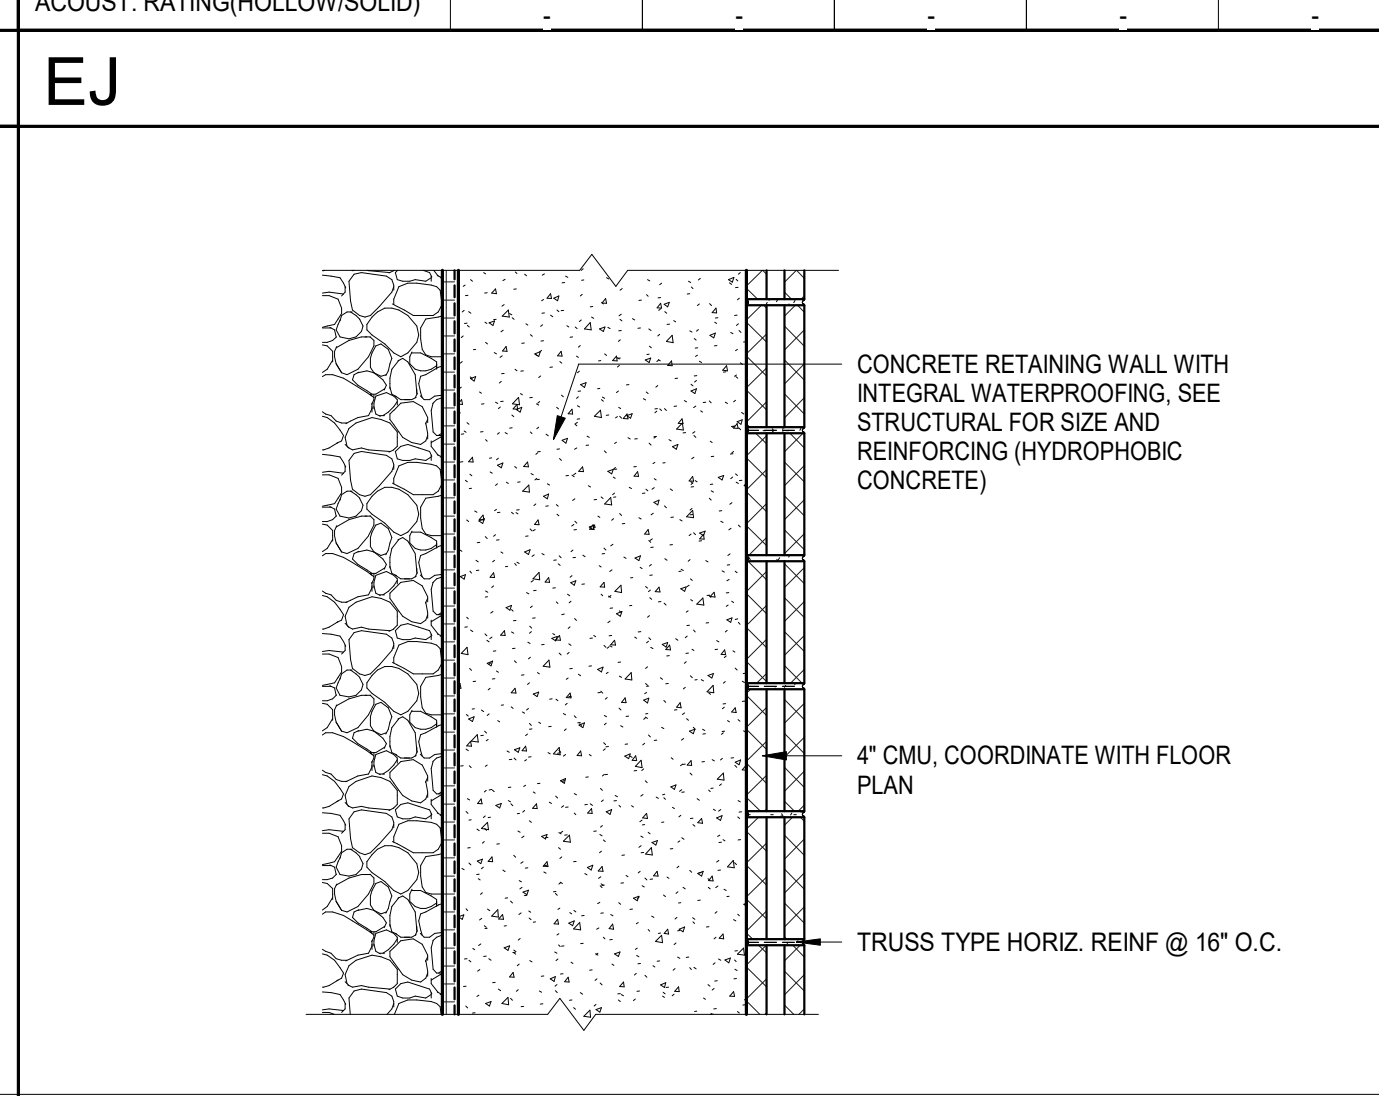 ACOUST. RATING(HOLLOW/SOLID)
- - - - -
EJ
CONCRETE RETAINING WALL WITH
INTEGRAL WATERPROOFING, SEE
STRUCTURAL FOR SIZE AND
REINFORCING (HYDROPHOBIC
CONCRETE)
4" CMU, COORDINATE WITH FLOOR
PLAN
TRUSS TYPE HORIZ. REINF @ 16" O.C.